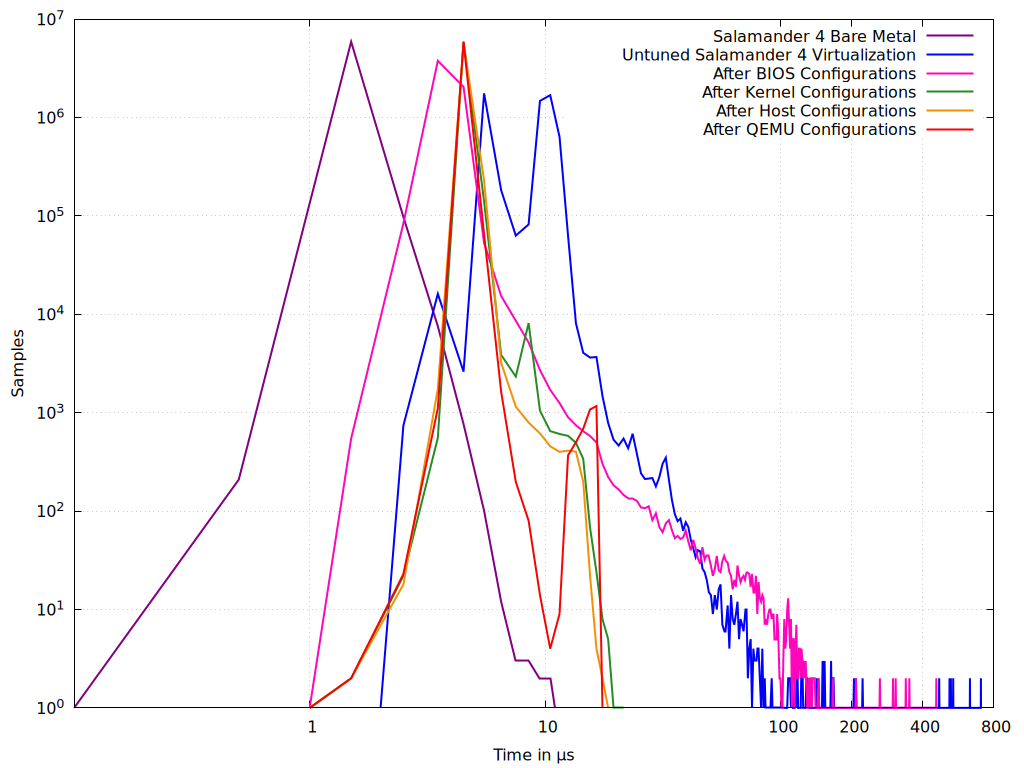 10^7
10^6
10^5
10^4
10^3
10^2
10^1
10^0
Samples
Salamander 4 Bare Metal
Untuned Salamander 4 Virtualization
After BIOS Configurations
After Kernel Configurations
After Host Configurations
After QEMU Configurations
1 10 100 200 400 800
Time in µs